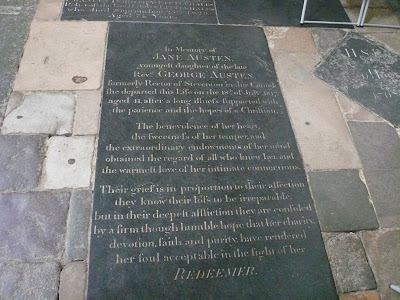 In Memory of
JANE AUSTEN,
youngest daughter of the late
Revd GEORGE AUSTEN,
formerly Rector of Steventon in this County
she departed this Life on the 18th of July 1817,
aged 41, after a long illness supported with
the patience and the hopes of a Christian.
The benevolence of her heart,
the sweetness of her temper, and
the extraordinary endowments of her mind
obtained the regard of all who knew her, and
the warmest love of her intimate connections.
Their grief is in proportion to their affection
they know their loss to be irreparable,
but in their deepest affliction they are consoled
by a firm though humble hope that her charity,
devotion, faith and purity, have rendered
her soul acceptable in the sight of her
REDEEMER.